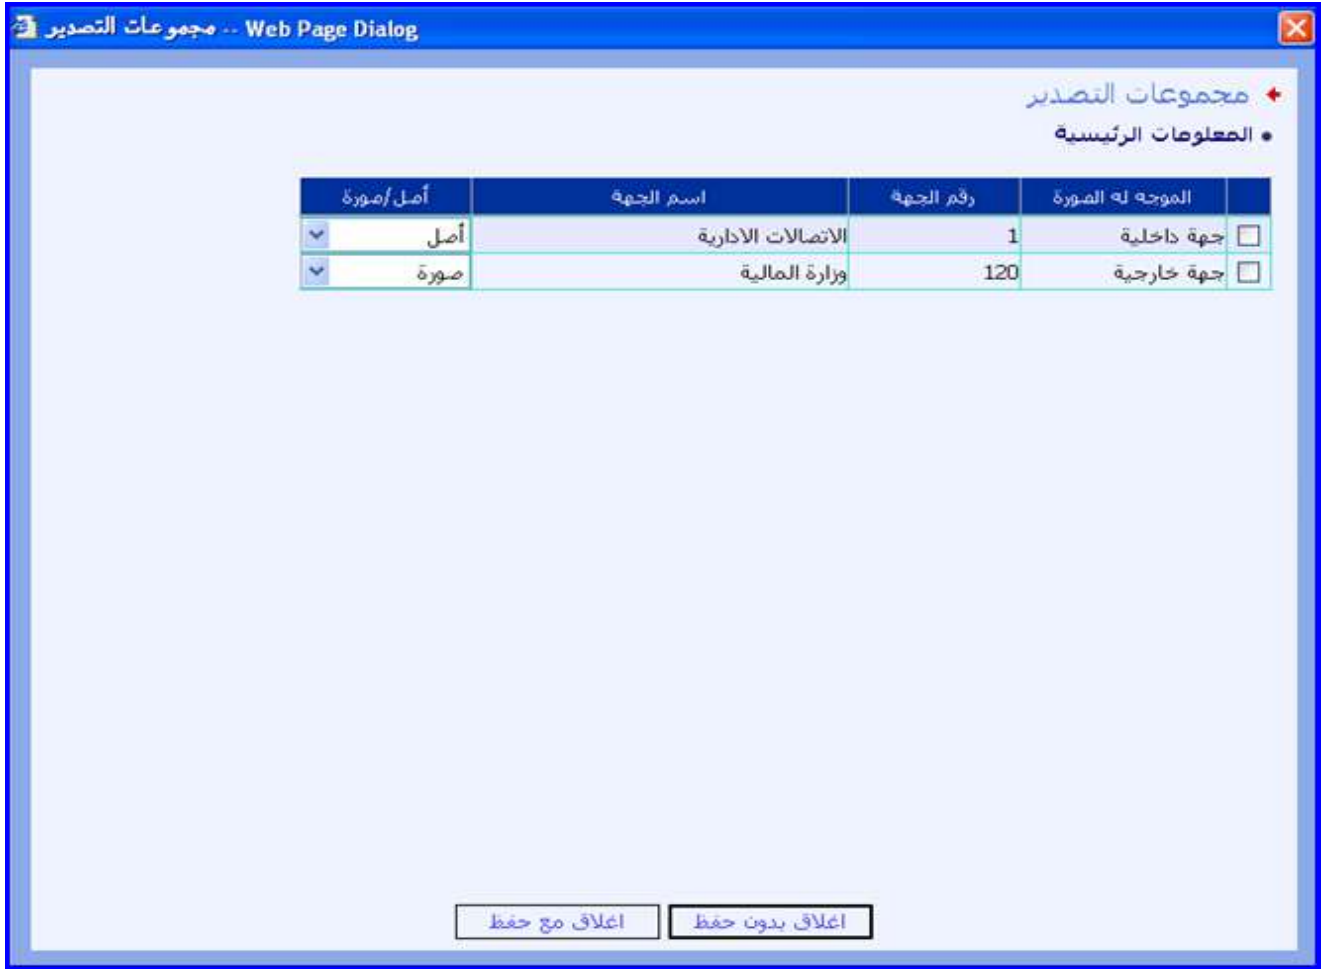 مجموعات التصدير -- Web Page Dialog
مجموعات التصدير
المعلومات الرئيسية
الموجه له الصورة رقم الجهة اسم الجهة أصل/صورة
جهة داخلية 1 الاتصالات الادارية أصل
جهة خارجية 120 وزارة المالية صورة
اغلاق بدون حفظ اغلاق مع حفظ